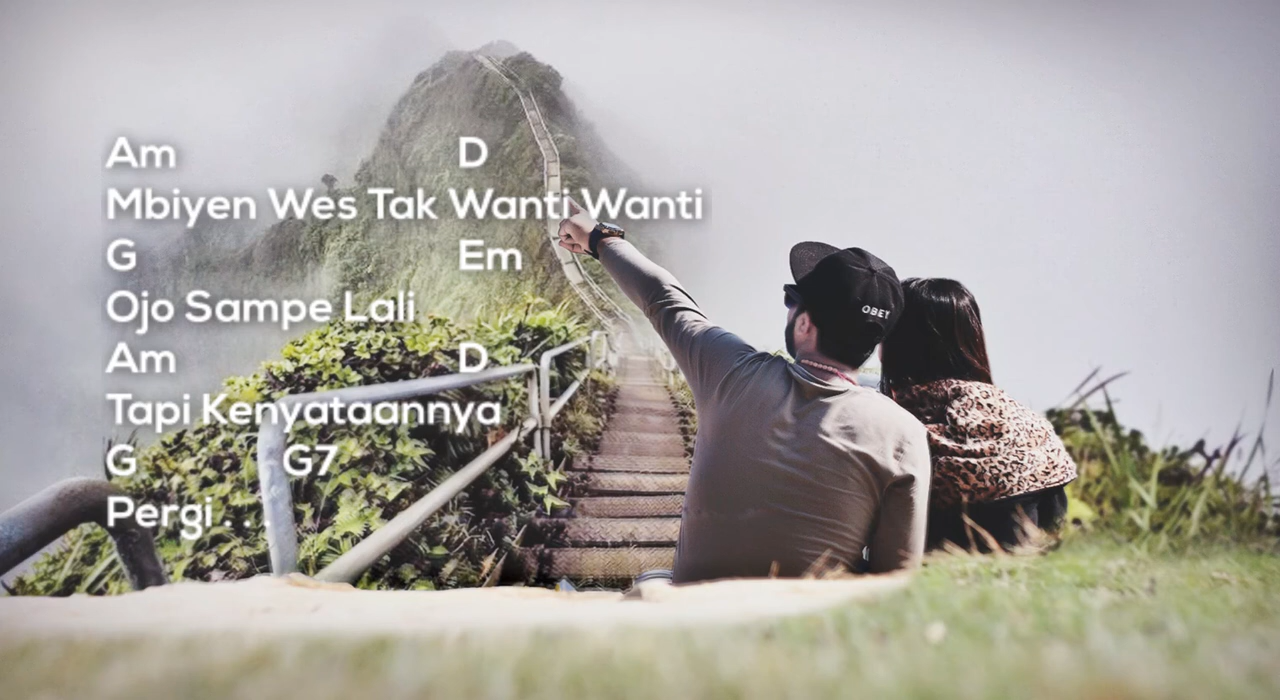 Am D
Mbiyen Wes Tak Wanti Wanti
G Em
Ojo Sampe Lali
Am D
Tapi Kenyataannya
G G7
Pergi . . .
OBEY